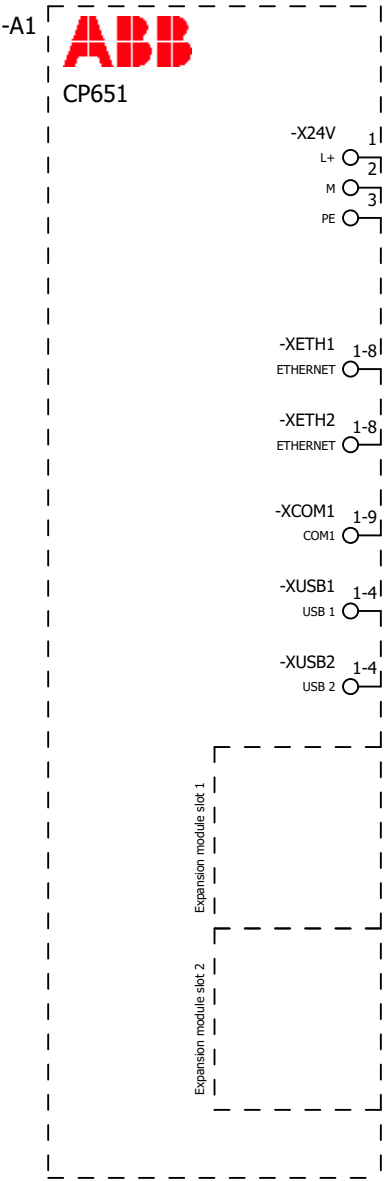 -A1
ABB
CP651
-X24V 1
L+
2
M
3
PE
-XETH1 1-8
ETHERNET
-XETH2 1-8
ETHERNET
-XCOM1 1-9
COM1
-XUSB1 1-4
USB 1
-XUSB2 1-4
USB 2
Expansion module slot 1
Expansion module slot 2